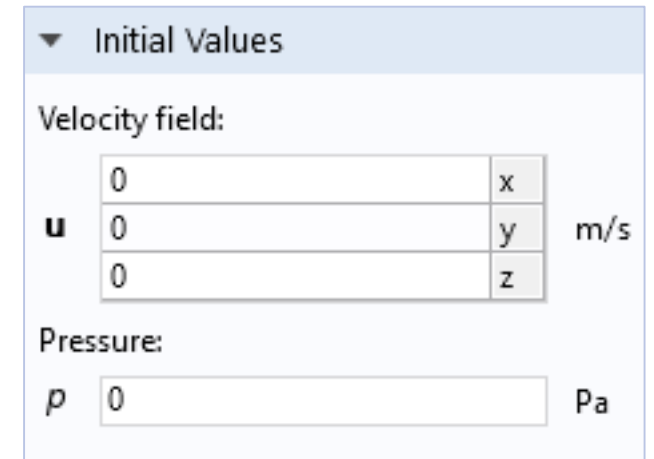 Initial Values
Velocity field:
0 x
u 0 y m/s
0 z
Pressure:
p 0 Pa